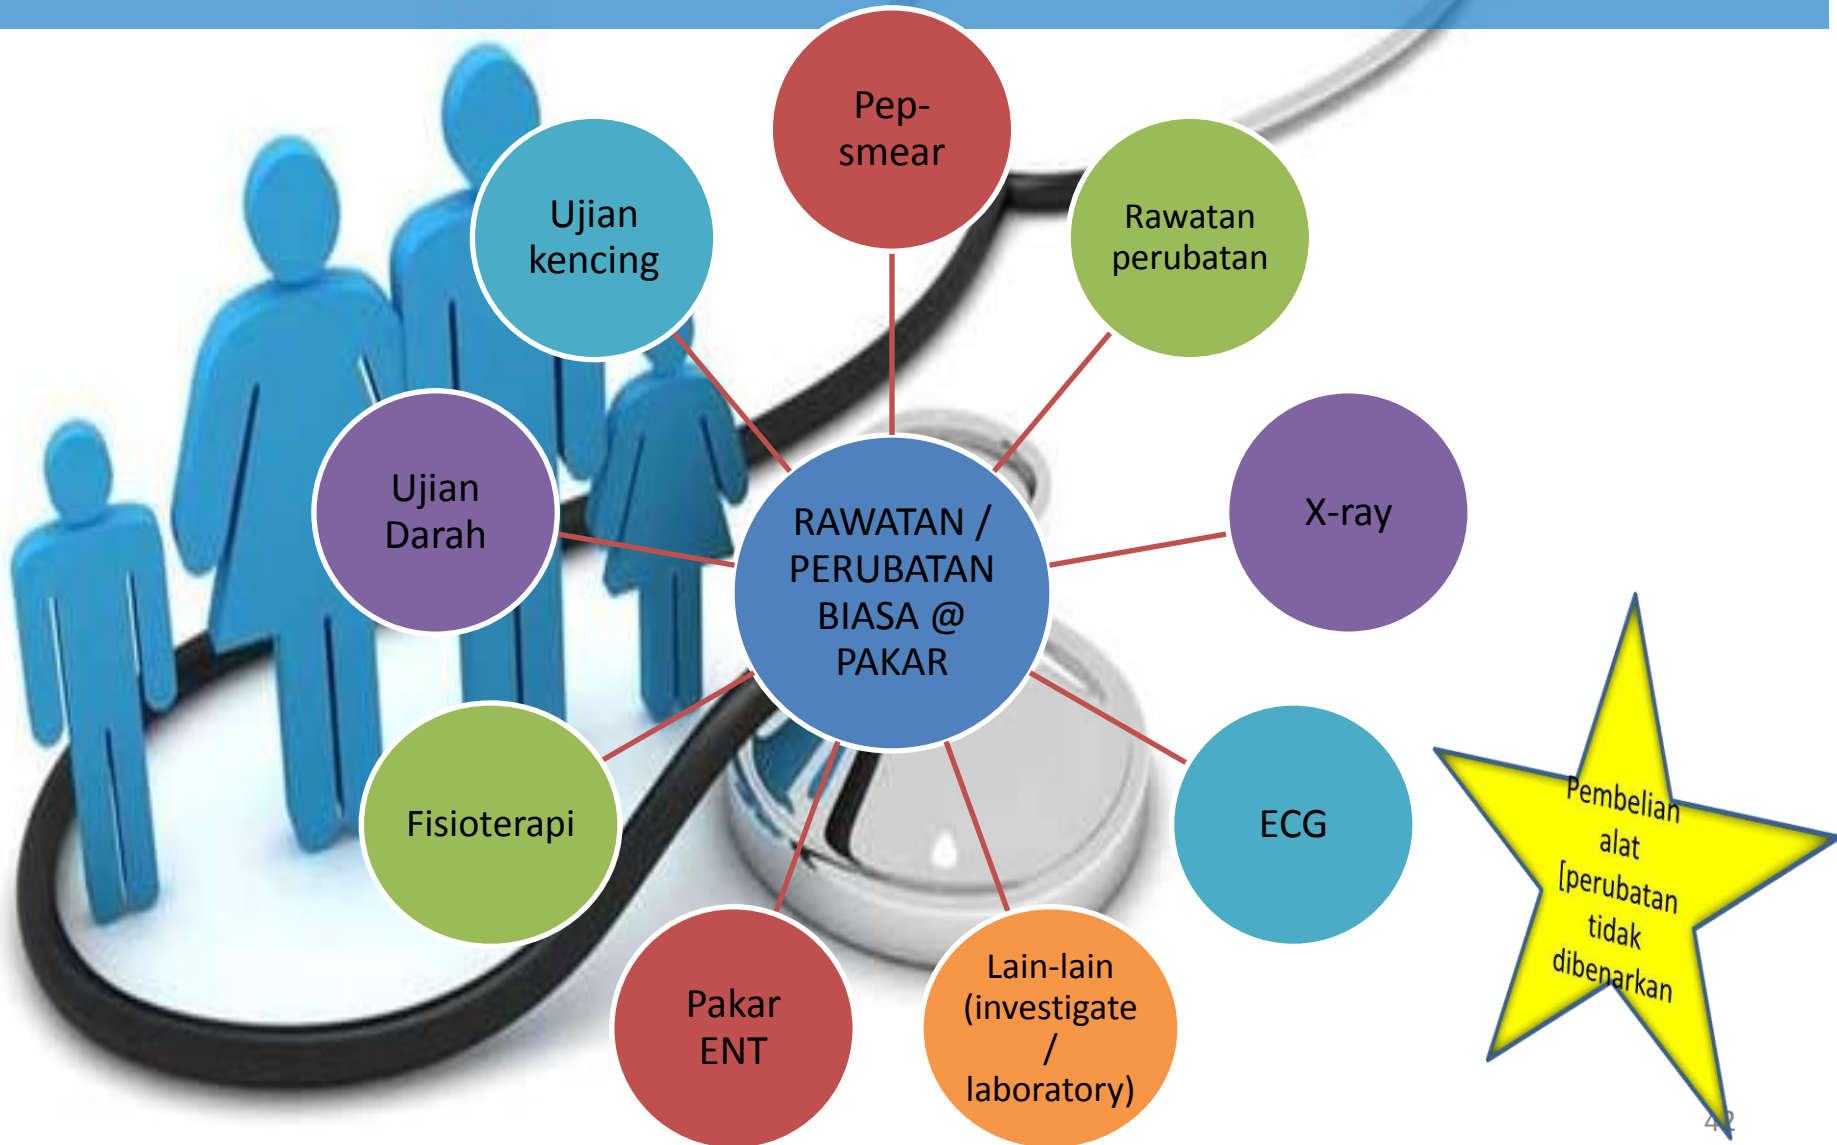 Pep-
smear
Rawatan
perubatan
X-ray
ECG
Lain-lain
(investigate
/
laboratory)
Pakar
ENT
Fisioterapi
Ujian
Darah
Ujian
kencing
RAWATAN /
PERUBATAN
BIASA @
PAKAR
Pembelian
alat
[perubatan
tidak
dibenarkan
42